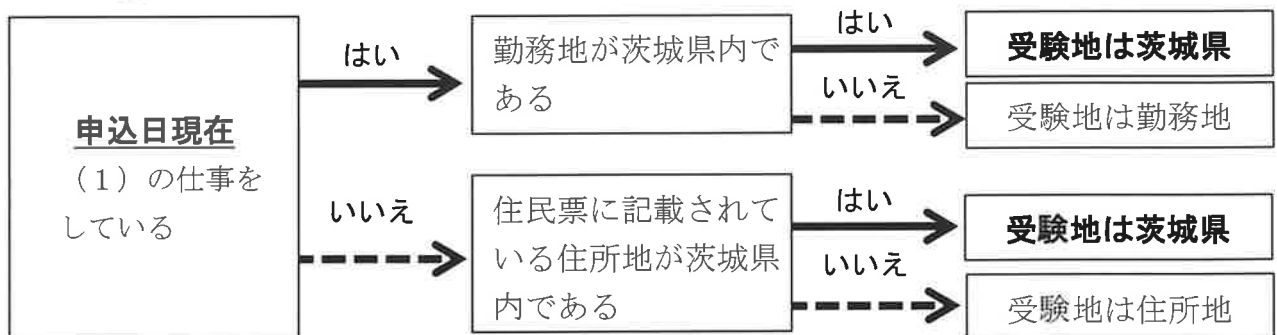 申込日現在
（１）の仕事を
している
はい
勤務地が茨城県内で
ある
はい
受験地は茨城県
いいえ
受験地は勤務地
いいえ
住民票に記載されて
いる住所地が茨城県
内である
はい
受験地は茨城県
いいえ
受験地は住所地